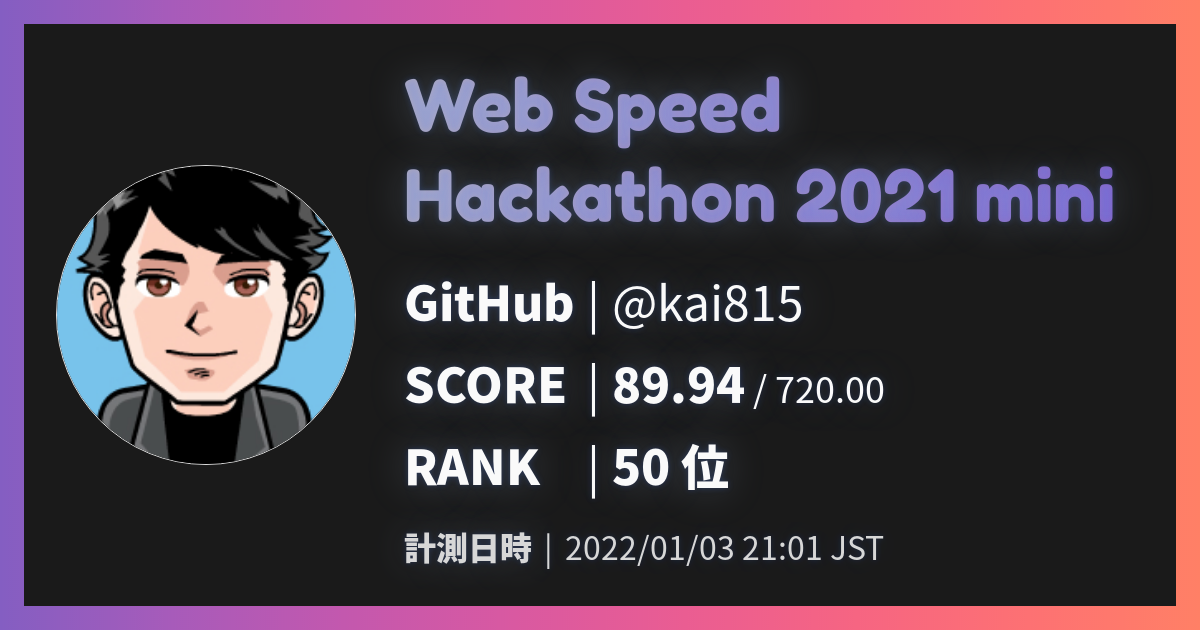 Web Speed
Hackathon 2021 mini
GitHub | @kai815
SCORE | 89.94 / 720.00
RANK | 50 位
計測日時 | 2022/01/03 21:01 JST